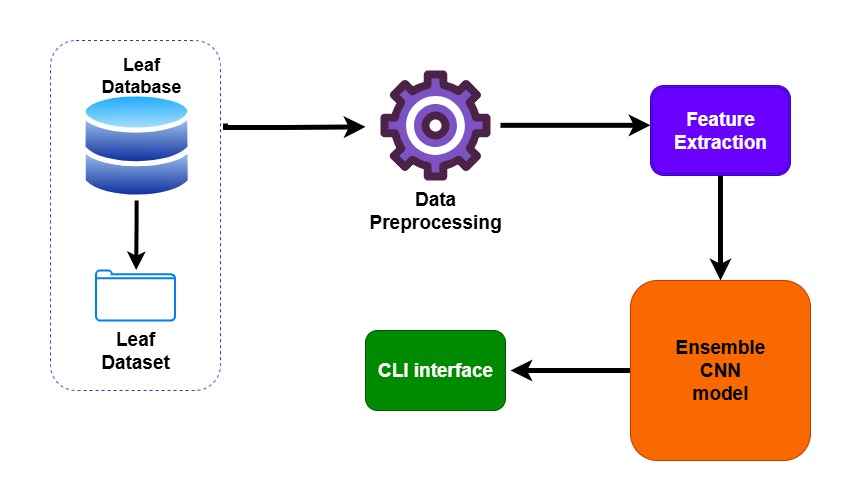 Leaf
Database
Leaf
Dataset
Data
Preprocessing
Feature
Extraction
Ensemble
CNN
model
CLI interface